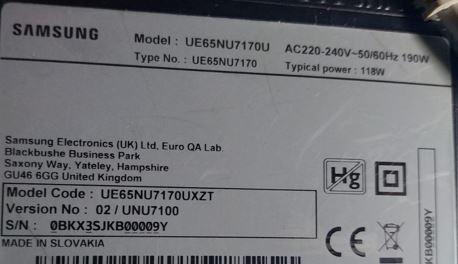 SAMSUNG
Model : UE65NU7170U AC220-240V~50/60Hz 190W
Type No. : UE65NU7170 Typical power : 118W
Samsung Electronics (UK) Ltd, Euro QA Lab.
Blackbushe Business Park
Saxony Way, Yateley, Hampshire
GU46 6GG United Kingdom
Hg
Model Code : UE65NU7170UXZT
Version No : 02 / UNU7100
S/N : 0BKX3SJKB00009Y
MADE IN SLOVAKIA
CE
KB00009Y